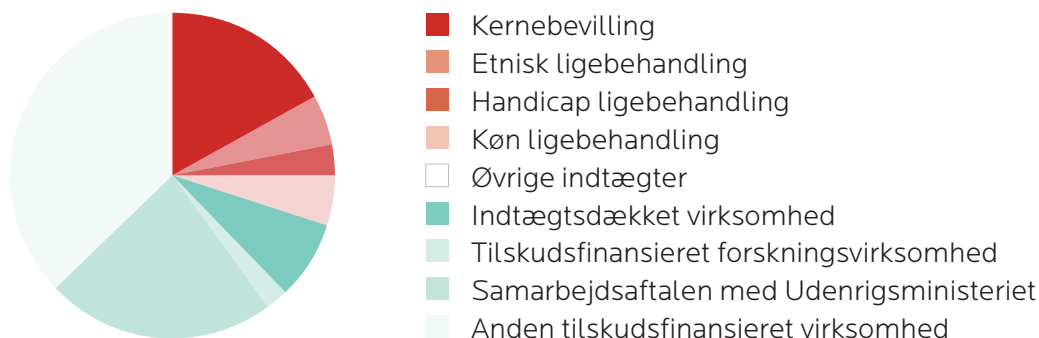 Kernebevilling
Etnisk ligebehandling
Handicap ligebehandling
Køn ligebehandling
Øvrige indtægter
Indtægtsdækket virksomhed
Tilskudsfinansieret forskningsvirksomhed
Samarbejdsaftalen med Udenrigsministeriet
Anden tilskudsfinansieret virksomhed